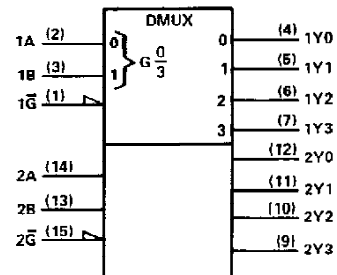 DMUX
1A (2) 0 } G 0/3 0 (4) 1Y0
1B (3) 1 1 (5) 1Y1
1G̅ (1) 2 (6) 1Y2
3 (7) 1Y3
(12) 2Y0
2A (14) (11) 2Y1
2B (13) (10) 2Y2
2G̅ (15) (9) 2Y3